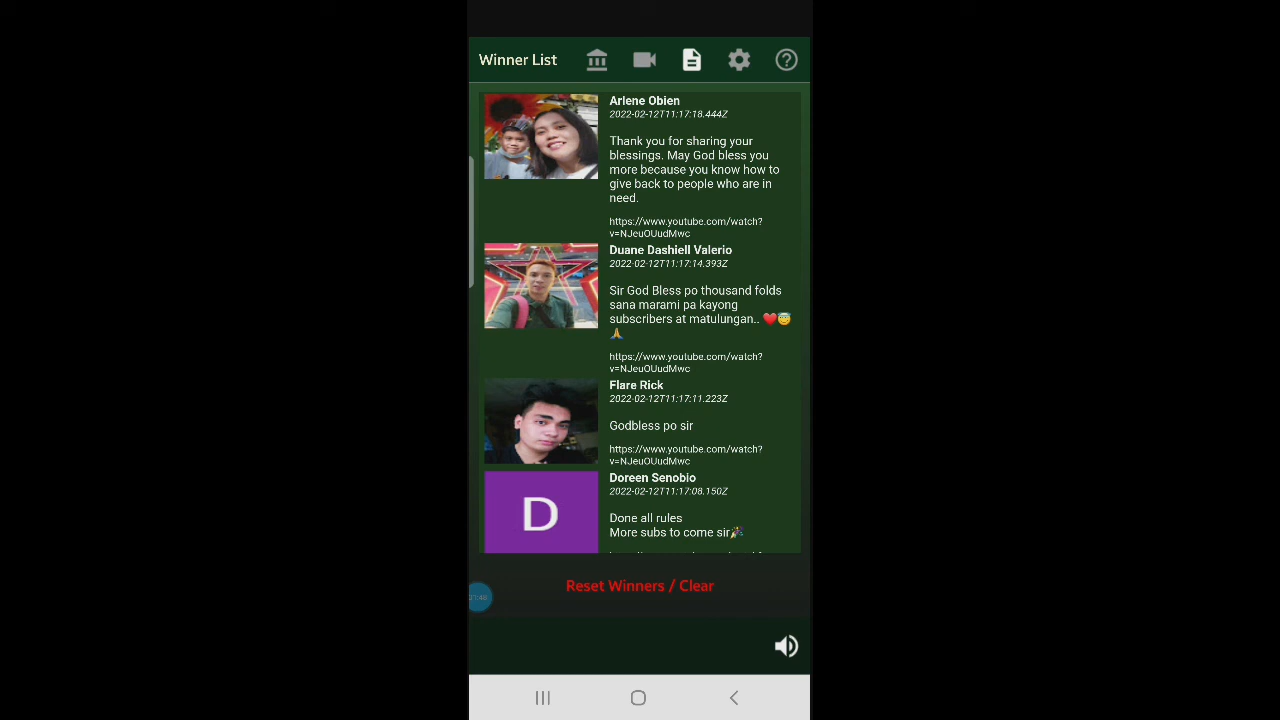 Winner List
Arlene Obien
2022-02-12T11:17:18.444Z
Thank you for sharing your
blessings. May God bless you
more because you know how to
give back to people who are in
need.
https://www.youtube.com/watch?
v=NJeuOUudMwc
Duane Dashiell Valerio
2022-02-12T11:17:14.393Z
Sir God Bless po thousand folds
sana marami pa kayong
subscribers at matulungan.. ❤️😇
🙏
https://www.youtube.com/watch?
v=NJeuOUudMwc
Flare Rick
2022-02-12T11:17:11.223Z
Godbless po sir
https://www.youtube.com/watch?
v=NJeuOUudMwc
D
Doreen Senobio
2022-02-12T11:17:08.150Z
Done all rules
More subs to come sir🎉
Reset Winners / Clear